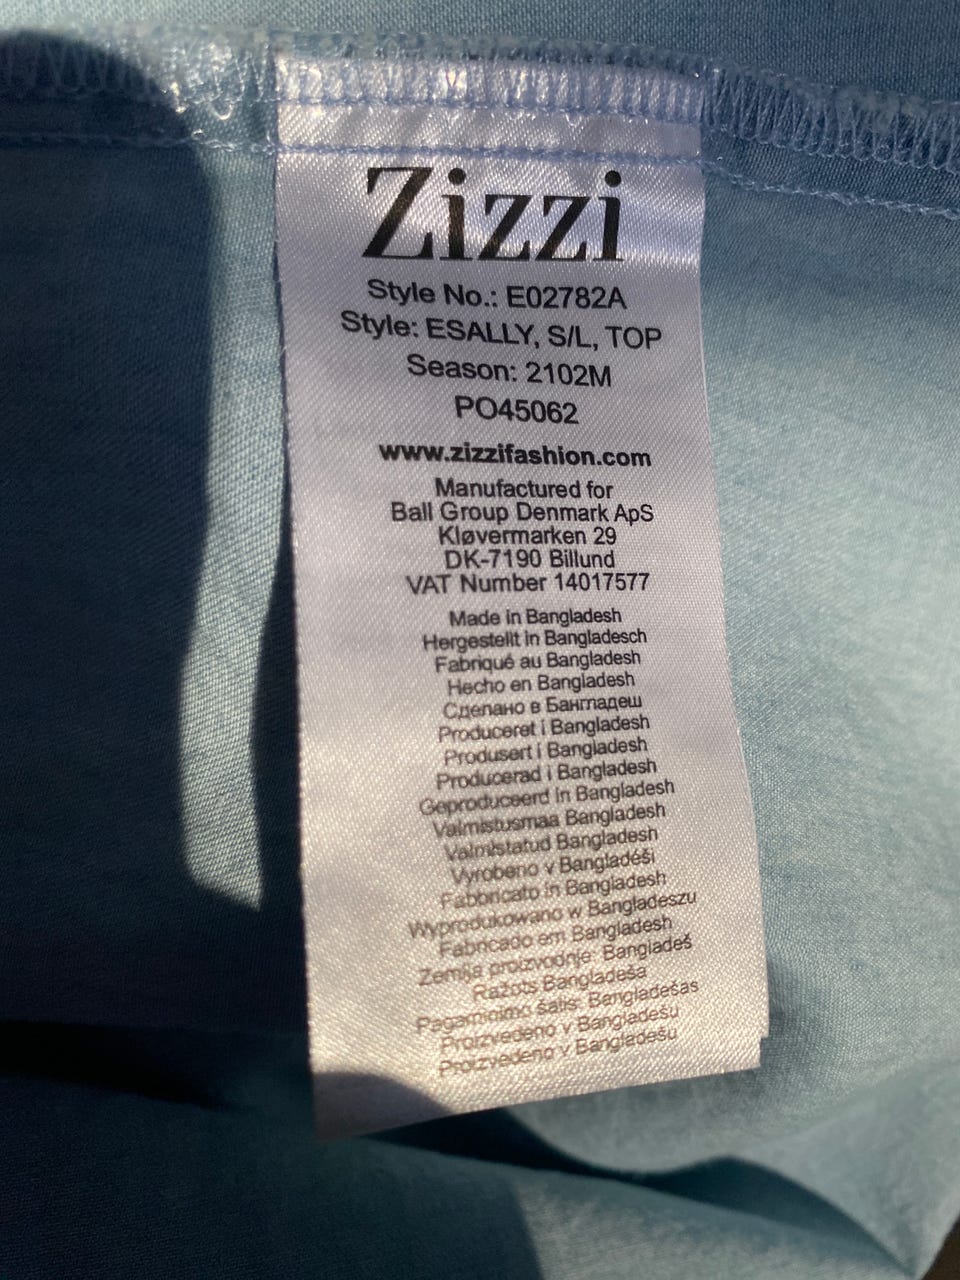 Zizzi
Style No.: E02782A
Style: ESALLY, S/L, TOP
Season: 2102M
PO45062
www.zizzifashion.com
Manufactured for
Ball Group Denmark ApS
Kløvermarken 29
DK-7190 Billund
VAT Number 14017577
Made in Bangladesh
Hergestellt in Bangladesch
Fabriqué au Bangladesh
Hecho en Bangladesh
Сделано в Бангладеш
Produceret i Bangladesh
Produsert i Bangladesh
Producerad i Bangladesh
Geproduceerd in Bangladesh
Valmistusmaa Bangladesh
Valmistatud Bangladesh
Vyrobeno v Bangladéši
Fabbricato in Bangladesh
Wyprodukowano w Bangladeszu
Fabricado em Bangladesh
Zemlja proizvodnje: Bangladeš
Ražots Bangladeša
Pagaminimo šalis: Bangladešas
Proizvedeno v Bangladešu
Proizvedeno v Bangladešu